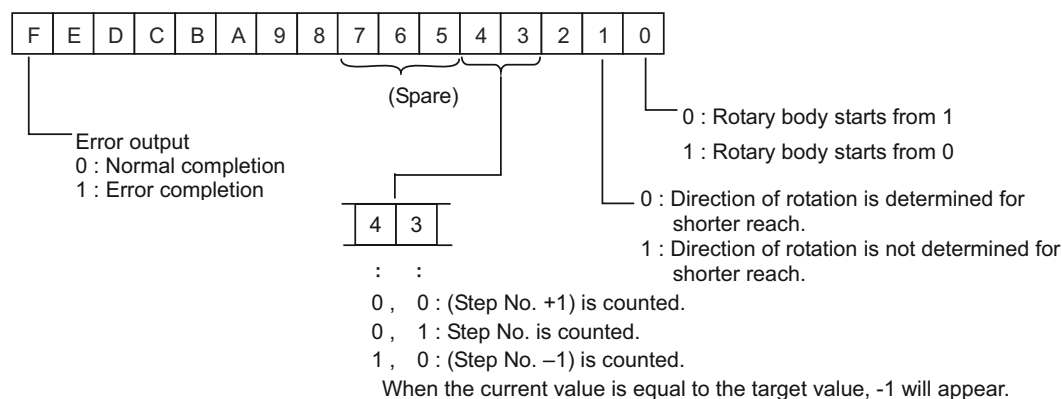 F E D C B A 9 8 7 6 5 4 3 2 1 0
(Spare)
Error output
0 : Normal completion
1 : Error completion
0 : Rotary body starts from 1
1 : Rotary body starts from 0
0 : Direction of rotation is determined for
shorter reach.
1 : Direction of rotation is not determined for
shorter reach.
4 3
: :
0 , 0 : (Step No. +1) is counted.
0 , 1 : Step No. is counted.
1 , 0 : (Step No. –1) is counted.
When the current value is equal to the target value, -1 will appear.